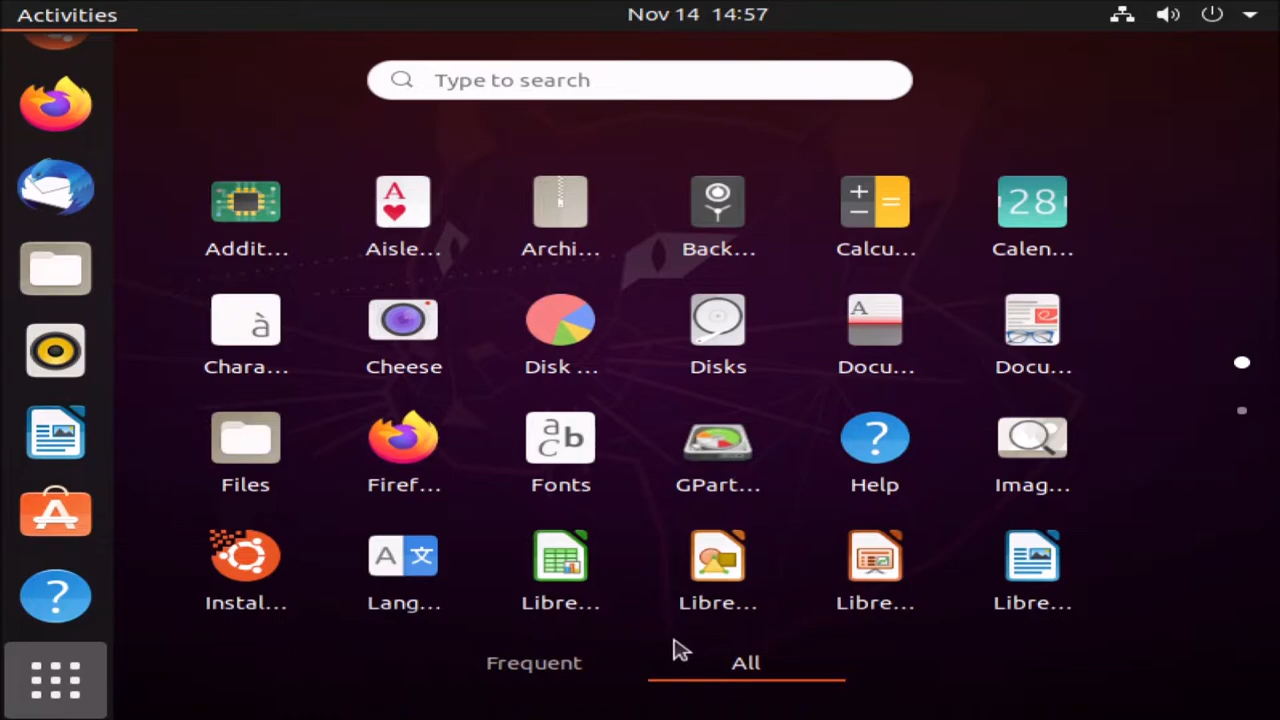 Activities
Nov 14 14:57
Type to search
Addit... Aisle... Archi... Back... Calcu... Calen...
Chara... Cheese Disk ... Disks Docu... Docu...
Files Firef... Fonts GPart... Help Imag...
Instal... Lang... Libre... Libre... Libre... Libre...
Frequent All